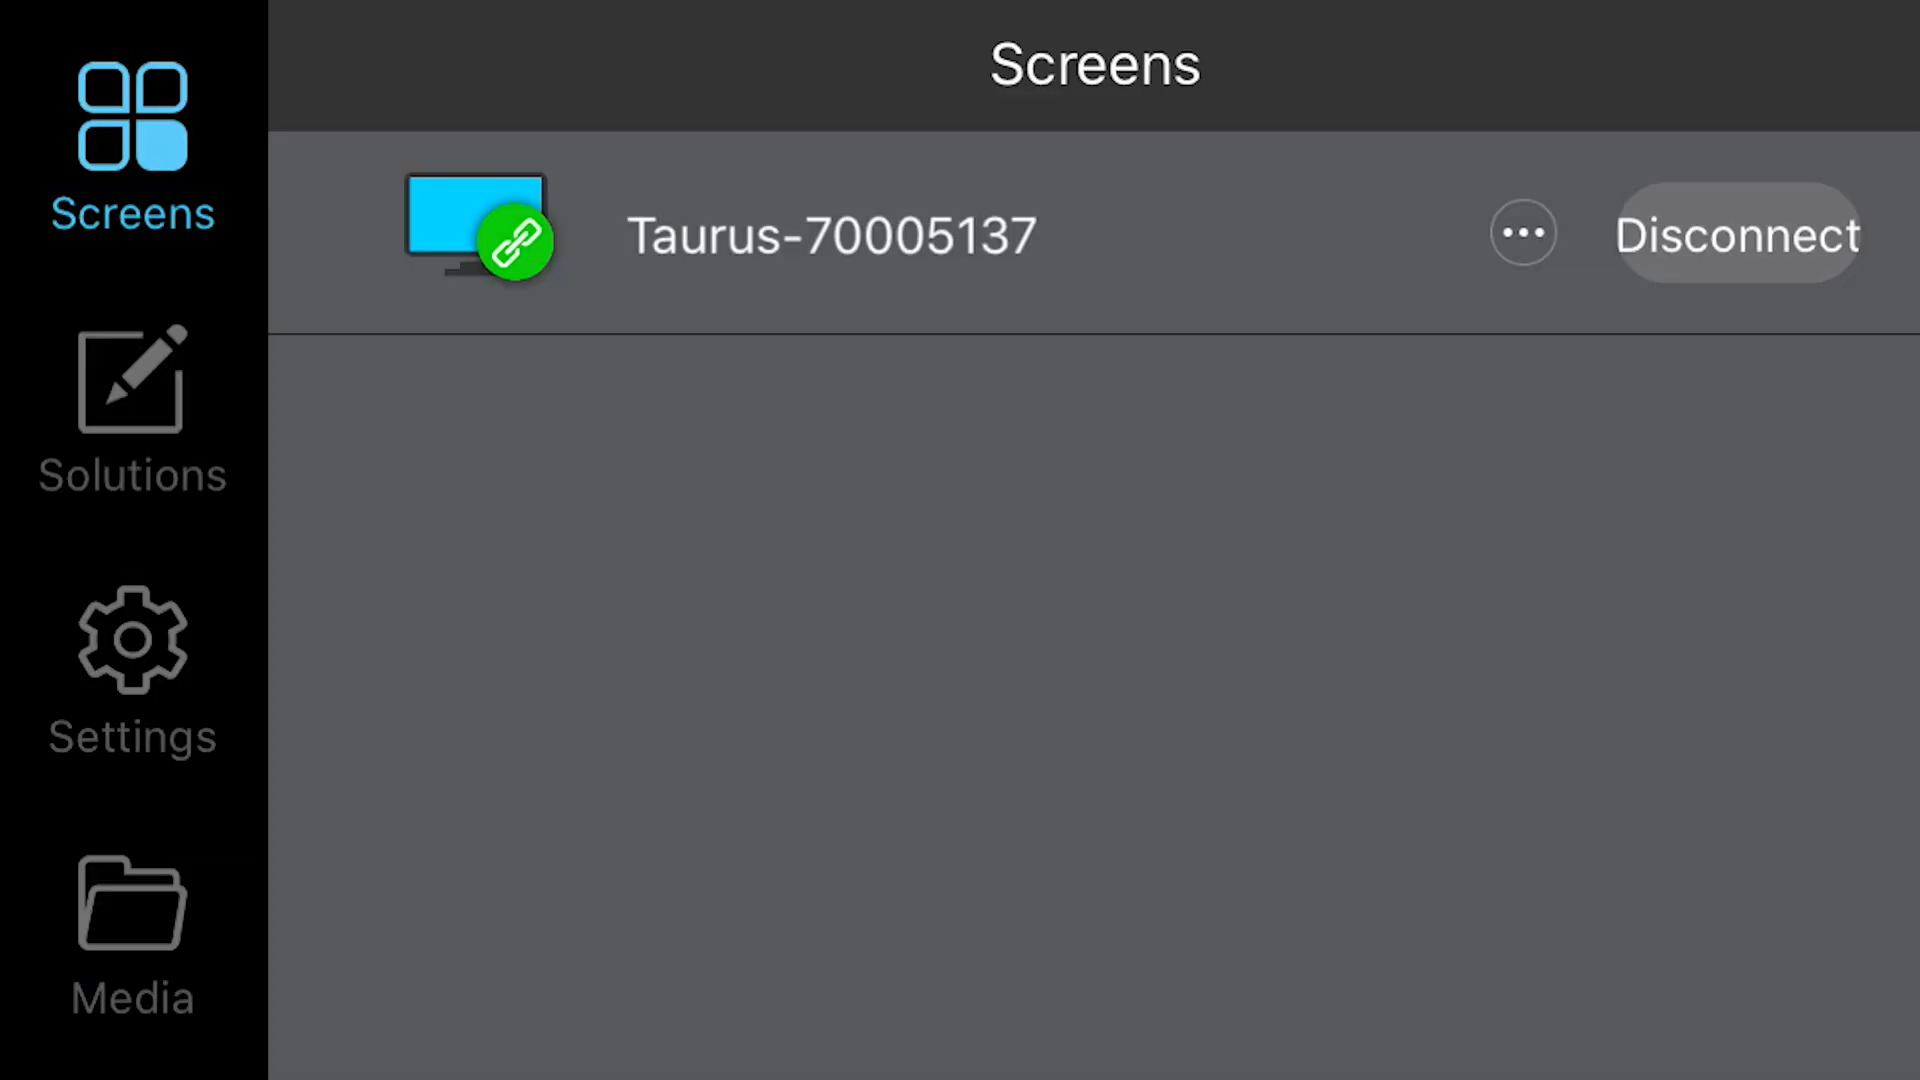 Screens
Screens
Taurus-70005137
Disconnect
Solutions
Settings
Media